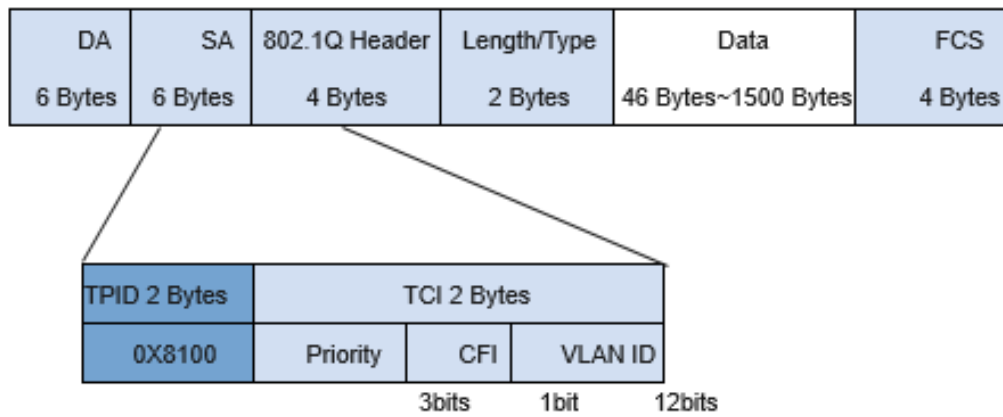 DA SA 802.1Q Header Length/Type Data FCS
6 Bytes 6 Bytes 4 Bytes 2 Bytes 46 Bytes~1500 Bytes 4 Bytes
TPID 2 Bytes TCI 2 Bytes
0X8100 Priority CFI VLAN ID
3bits 1bit 12bits